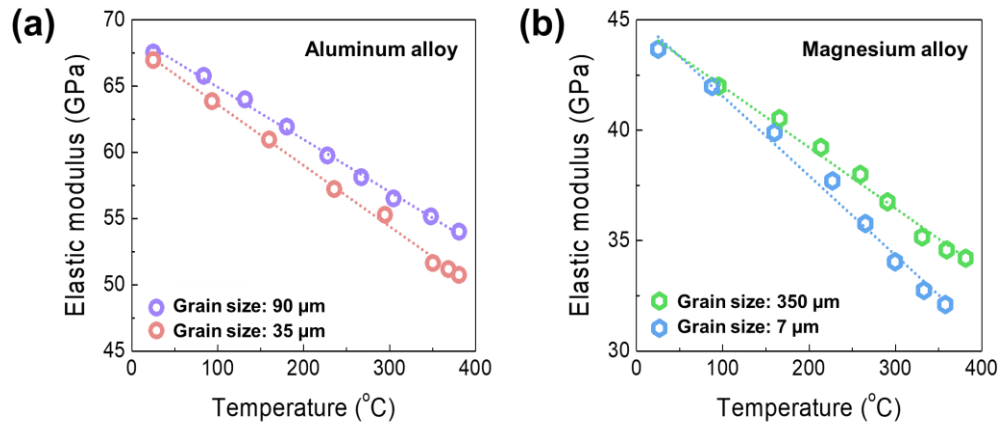 (a)
Aluminum alloy
Elastic modulus (GPa)
70
65
60
55
50
45
Grain size: 90 µm
Grain size: 35 µm
0 100 200 300 400
Temperature (°C)
(b)
Magnesium alloy
Elastic modulus (GPa)
45
40
35
30
Grain size: 350 µm
Grain size: 7 µm
0 100 200 300 400
Temperature (°C)